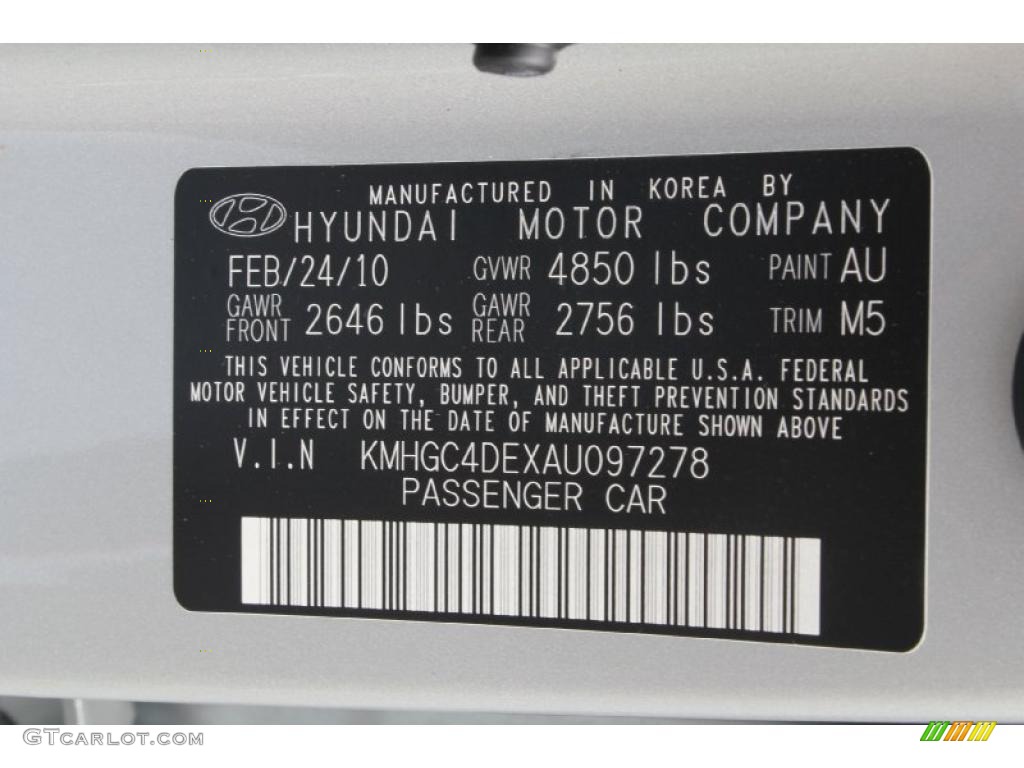 MANUFACTURED IN KOREA BY
HYUNDAI MOTOR COMPANY
FEB/24/10 GVWR 4850 lbs PAINT AU
GAWR FRONT 2646 lbs GAWR REAR 2756 lbs TRIM M5
THIS VEHICLE CONFORMS TO ALL APPLICABLE U.S.A. FEDERAL
MOTOR VEHICLE SAFETY, BUMPER, AND THEFT PREVENTION STANDARDS
IN EFFECT ON THE DATE OF MANUFACTURE SHOWN ABOVE
V.I.N KMHGC4DEXAU097278
PASSENGER CAR
GTCARLOT.COM